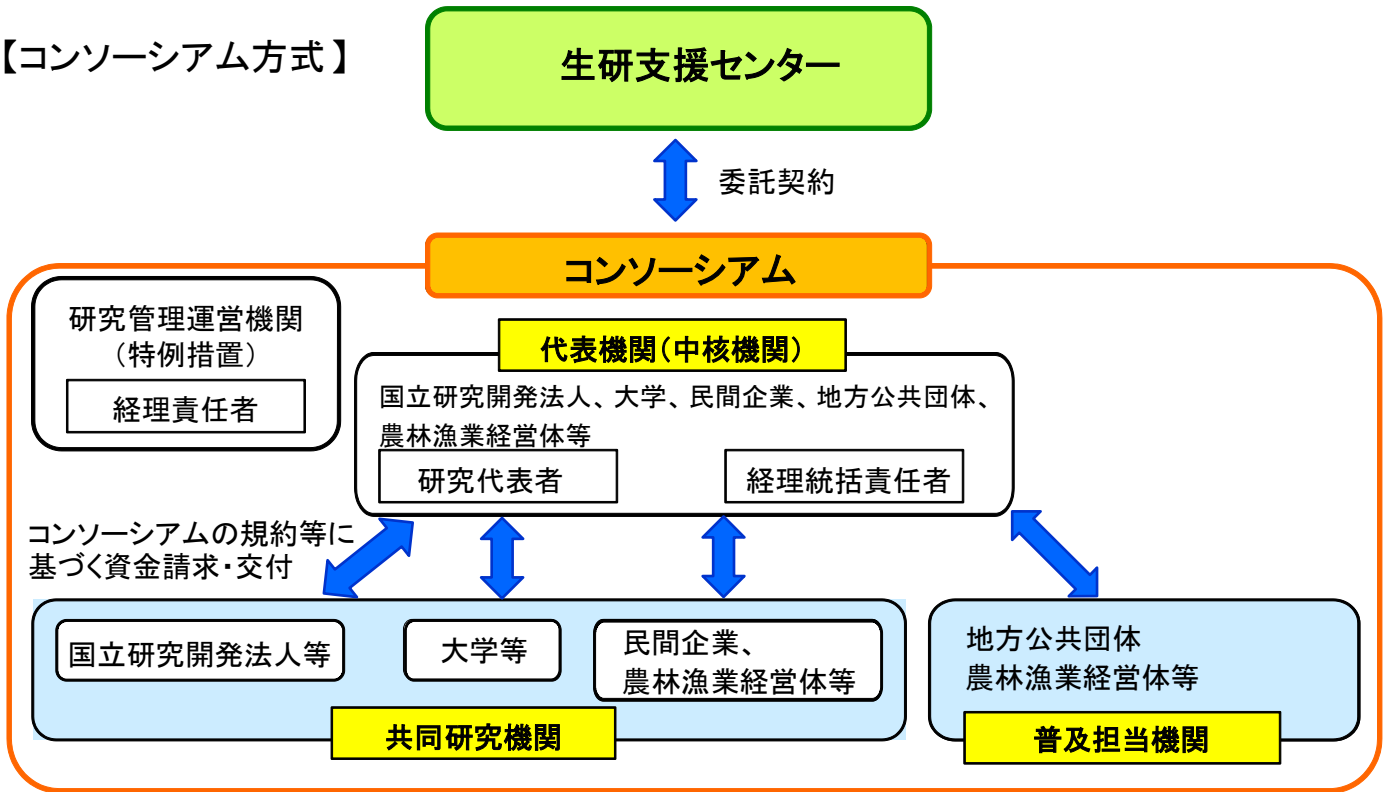 【コンソーシアム方式】
生研支援センター
委託契約
コンソーシアム
研究管理運営機関
（特例措置）
経理責任者
代表機関（中核機関）
国立研究開発法人、大学、民間企業、地方公共団体、
農林漁業経営体等
研究代表者
経理統括責任者
コンソーシアムの規約等に
基づく資金請求・交付
国立研究開発法人等
大学等
民間企業、
農林漁業経営体等
共同研究機関
地方公共団体
農林漁業経営体等
普及担当機関